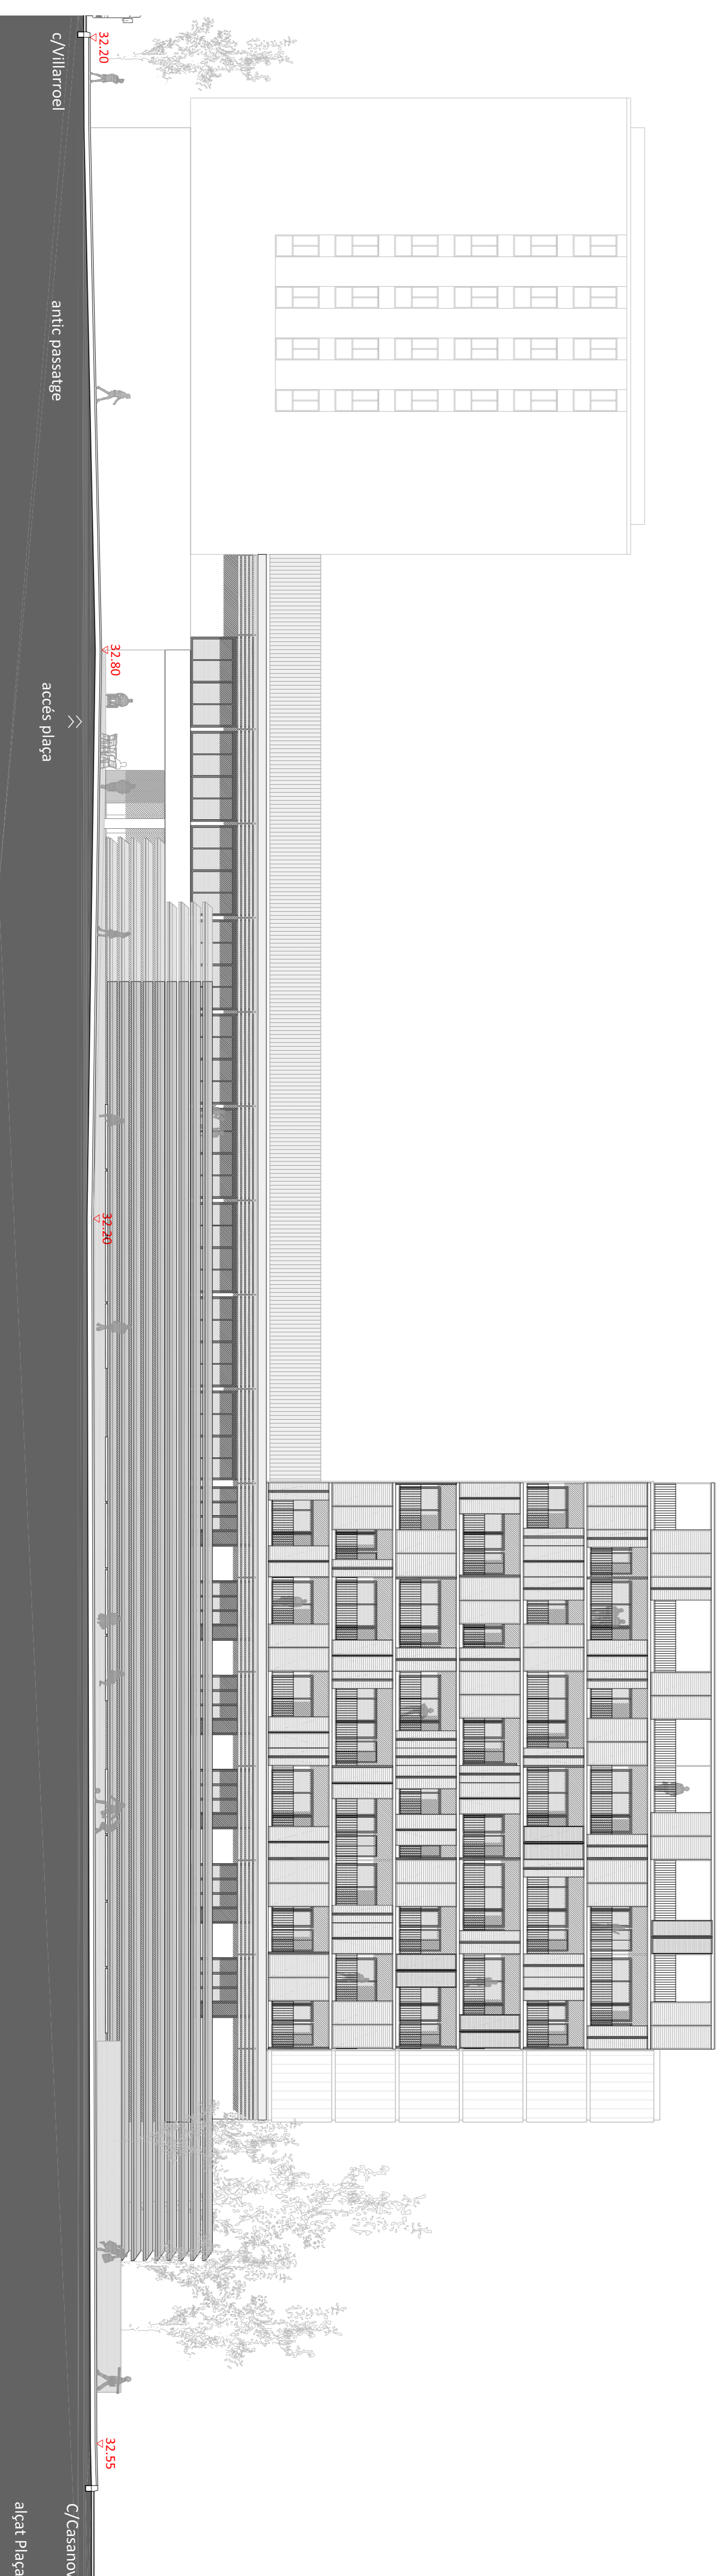 32.20
c/Villarroel
antic passatge
32.80
accés plaça
32.20
32.55
C/Casanov
alçat Plaça